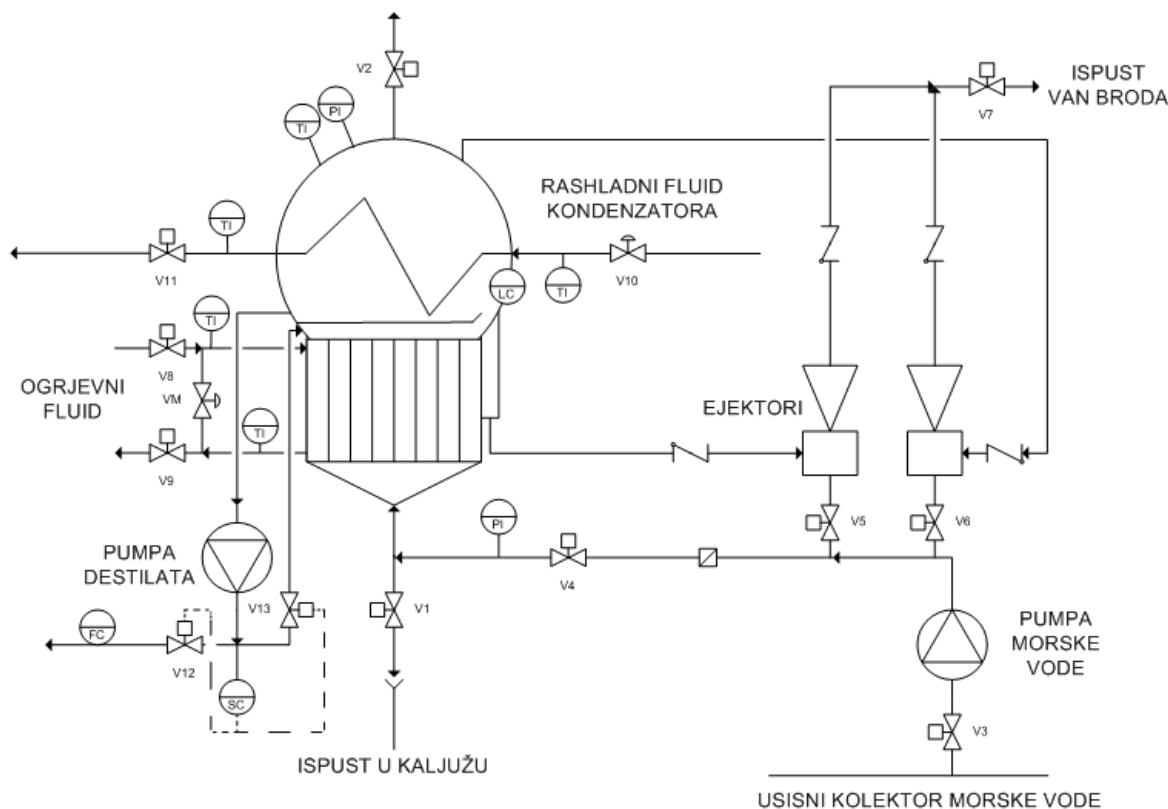 V2
PI
TI
ISPUST
VAN BRODA
V7
RASHLADNI FLUID
KONDENZATORA
TI
V11
LC
TI
V10
TI
V8
OGRJEVNI
FLUID
VM
TI
V9
EJEKTORI
V5
V6
PI
V4
PUMPA
DESTILATA
V13
V1
FC
V12
SC
PUMPA
MORSKE
VODE
V3
ISPUST U KALJUŽU
USISNI KOLEKTOR MORSKE VODE